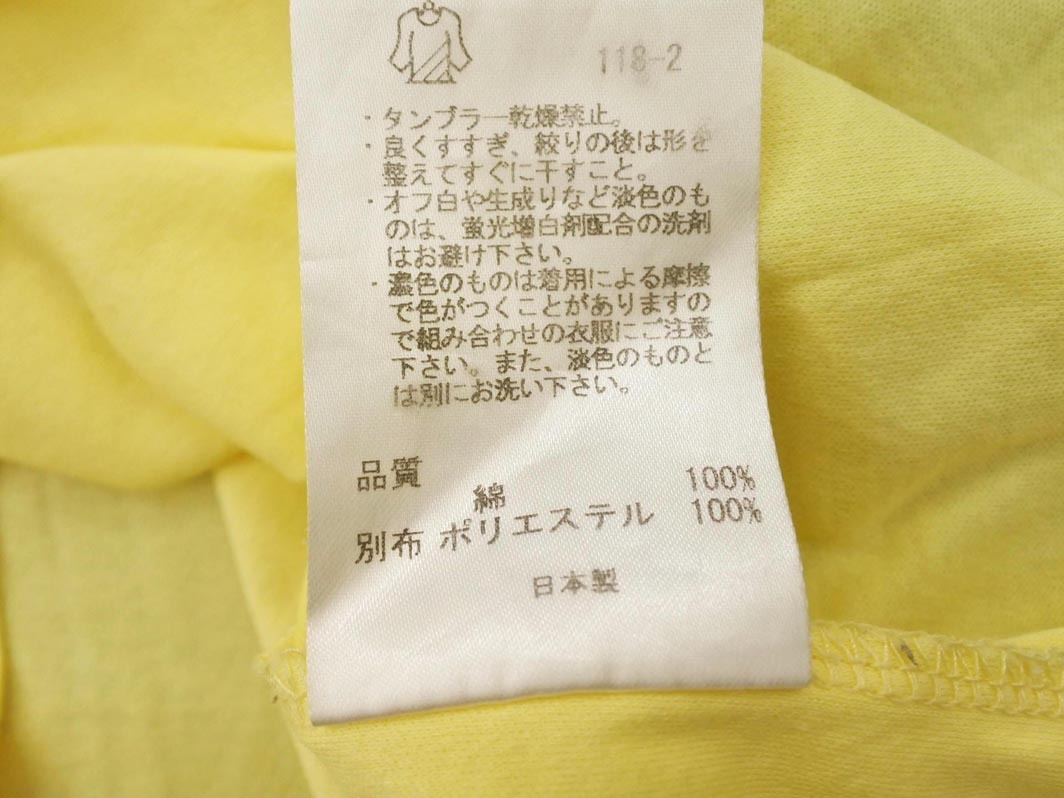 118-2
・タンブラー乾燥禁止。
・良くすすぎ、絞りの後は形を
整えてすぐに干すこと。
・オフ白や生成りなど淡色のも
のは、蛍光増白剤配合の洗剤
はお避け下さい。
・濃色のものは着用による摩擦
で色がつくことがありますの
で組み合わせの衣服にご注意
下さい。また、淡色のものと
は別にお洗い下さい。
品質
綿 100%
別布 ポリエステル 100%
日本製